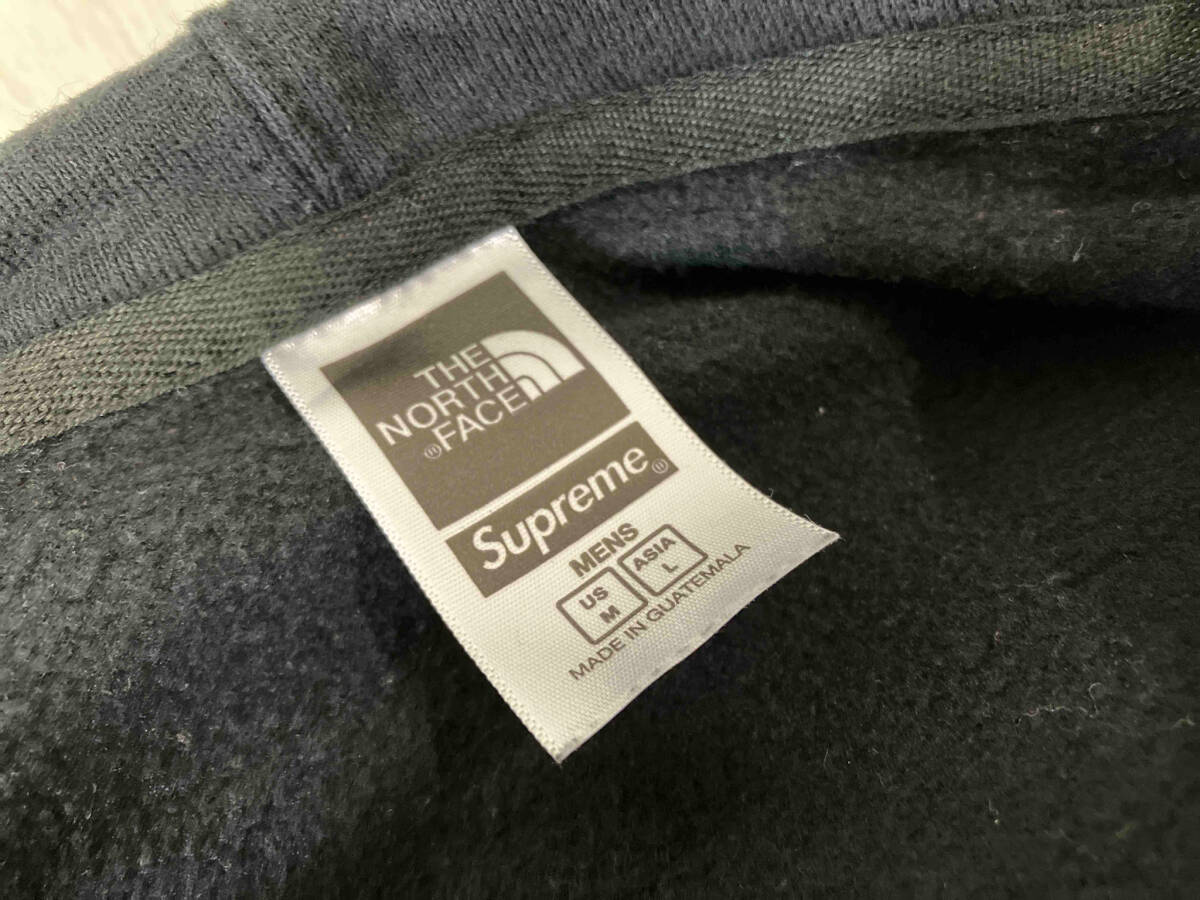 THE
NORTH
® FACE
Supreme®
MENS
US ASIA
M L
MADE IN GUATEMALA